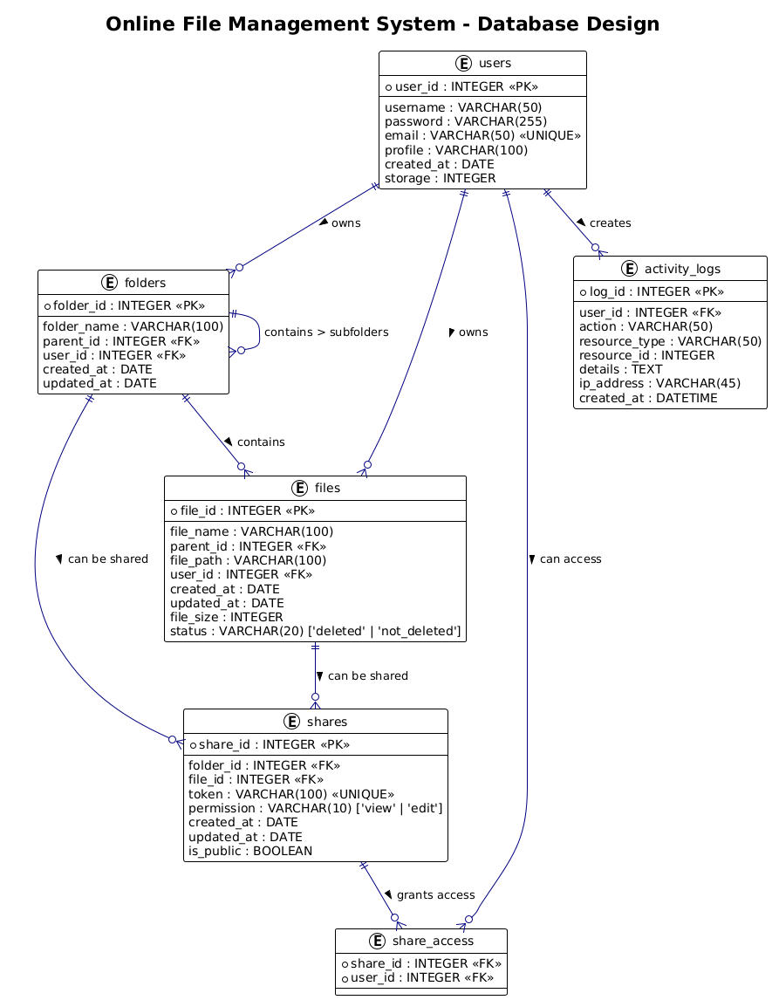 Online File Management System - Database Design
E users
user_id : INTEGER «PK»
username : VARCHAR(50)
password : VARCHAR(255)
email : VARCHAR(50) «UNIQUE»
profile : VARCHAR(100)
created_at : DATE
storage : INTEGER
owns
creates
E folders
folder_id : INTEGER «PK»
folder_name : VARCHAR(100)
parent_id : INTEGER «FK»
user_id : INTEGER «FK»
created_at : DATE
updated_at : DATE
contains > subfolders
owns
E activity_logs
log_id : INTEGER «PK»
user_id : INTEGER «FK»
action : VARCHAR(50)
resource_type : VARCHAR(50)
resource_id : INTEGER
details : TEXT
ip_address : VARCHAR(45)
created_at : DATETIME
contains
E files
file_id : INTEGER «PK»
file_name : VARCHAR(100)
parent_id : INTEGER «FK»
file_path : VARCHAR(100)
user_id : INTEGER «FK»
created_at : DATE
updated_at : DATE
file_size : INTEGER
status : VARCHAR(20) ['deleted' | 'not_deleted']
can be shared
can access
can be shared
E shares
share_id : INTEGER «PK»
folder_id : INTEGER «FK»
file_id : INTEGER «FK»
token : VARCHAR(100) «UNIQUE»
permission : VARCHAR(10) ['view' | 'edit']
created_at : DATE
updated_at : DATE
is_public : BOOLEAN
grants access
E share_access
share_id : INTEGER «FK»
user_id : INTEGER «FK»